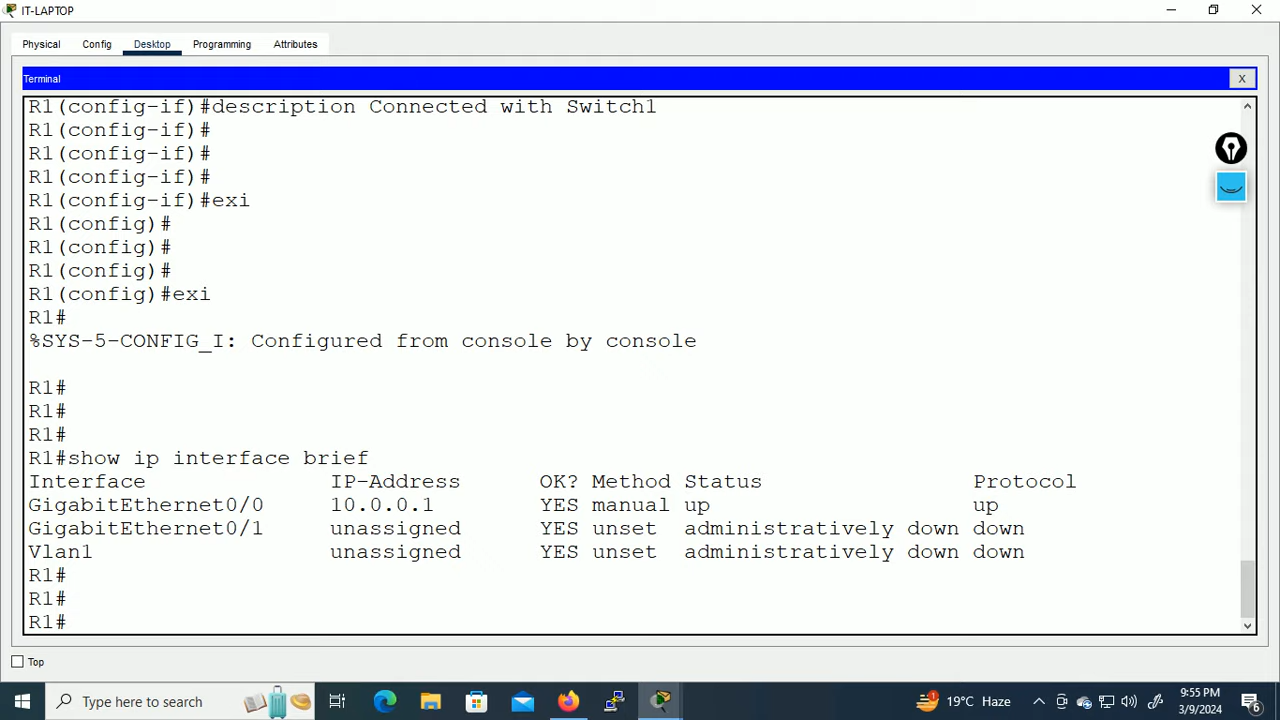 IT-LAPTOP
Physical Config Desktop Programming Attributes
Terminal X
R1(config-if)#description Connected with Switch1
R1(config-if)#
R1(config-if)#
R1(config-if)#
R1(config-if)#exi
R1(config)#
R1(config)#
R1(config)#
R1(config)#exi
R1#
%SYS-5-CONFIG_I: Configured from console by console
R1#
R1#
R1#
R1#show ip interface brief
Interface IP-Address OK? Method Status Protocol
GigabitEthernet0/0 10.0.0.1 YES manual up up
GigabitEthernet0/1 unassigned YES unset administratively down down
Vlan1 unassigned YES unset administratively down down
R1#
R1#
R1#
Top
Type here to search
1
19°C Haze
9:55 PM
3/9/2024
6